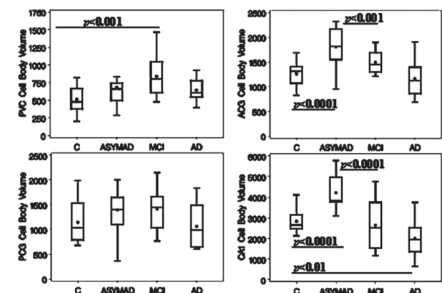 p<0.001
PVC Cell Body Volume
1750
1500
1250
1000
750
500
250
0
C ASYMAD MCI AD
p<0.001
ACG Cell Body Volume
2500
2000
1500
1000
500
0
p<0.0001
C ASYMAD MCI AD
PCG Cell Body Volume
2500
2000
1500
1000
500
0
C ASYMAD MCI AD
p<0.0001
CA1 Cell Body Volume
6000
5000
4000
3000
2000
1000
0
p<0.0001
p<0.01
C ASYMAD MCI AD